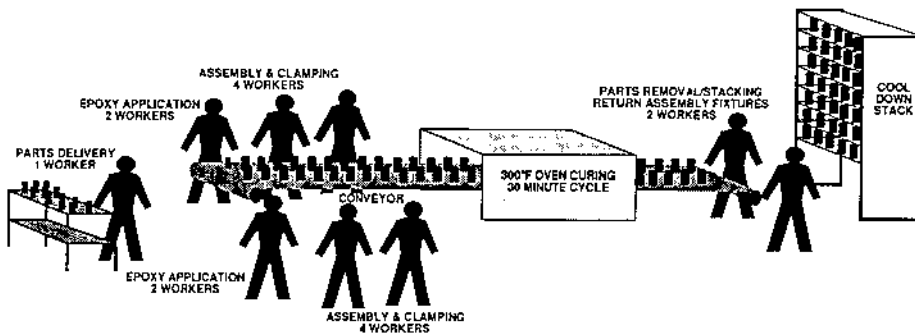 ASSEMBLY & CLAMPING
4 WORKERS
EPOXY APPLICATION
2 WORKERS
PARTS DELIVERY
1 WORKER
PARTS REMOVAL/STACKING
RETURN ASSEMBLY FIXTURES
2 WORKERS
COOL
DOWN
STACK
300°F OVEN CURING
30 MINUTE CYCLE
CONVEYOR
EPOXY APPLICATION
2 WORKERS
ASSEMBLY & CLAMPING
4 WORKERS